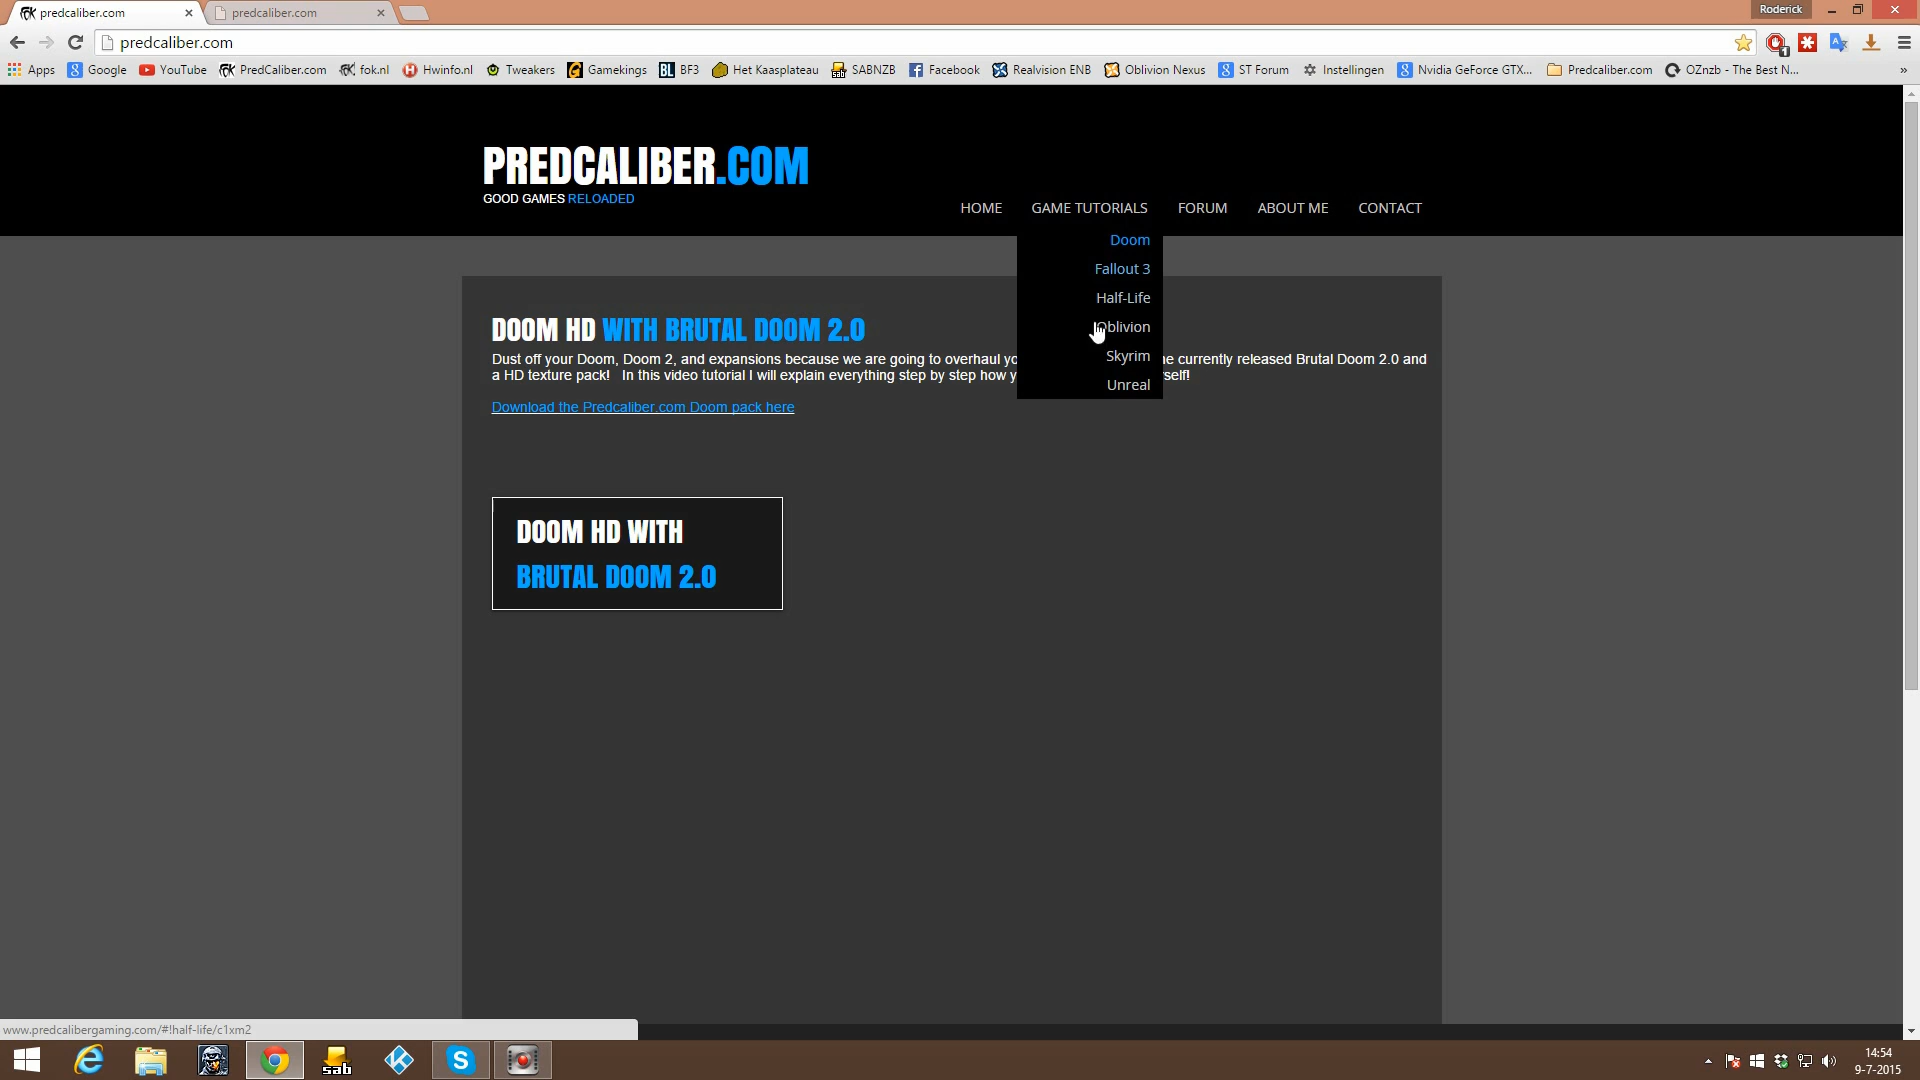 predcaliber.com
predcaliber.com
Roderick
predcaliber.com
Apps Google YouTube PredCaliber.com fok.nl Hwinfo.nl Tweakers Gamekings BF3 Het Kaasplateau SABNZB Facebook Realvision ENB Oblivion Nexus ST Forum Instellingen Nvidia GeForce GTX... Predcaliber.com OZnzb - The Best N... »
PREDCALIBER.COM
GOOD GAMES RELOADED
HOME GAME TUTORIALS FORUM ABOUT ME CONTACT
Doom
Fallout 3
Half-Life
Oblivion
Skyrim
Unreal
DOOM HD WITH BRUTAL DOOM 2.0
Dust off your Doom, Doom 2, and expansions because we are going to overhaul currently released Brutal Doom 2.0 and
a HD texture pack! In this video tutorial I will explain everything step by step how
Download the Predcaliber.com Doom pack here
DOOM HD WITH
BRUTAL DOOM 2.0
www.predcalibergaming.com/#!half-life/c1xm2
sab
14:54
9-7-2015